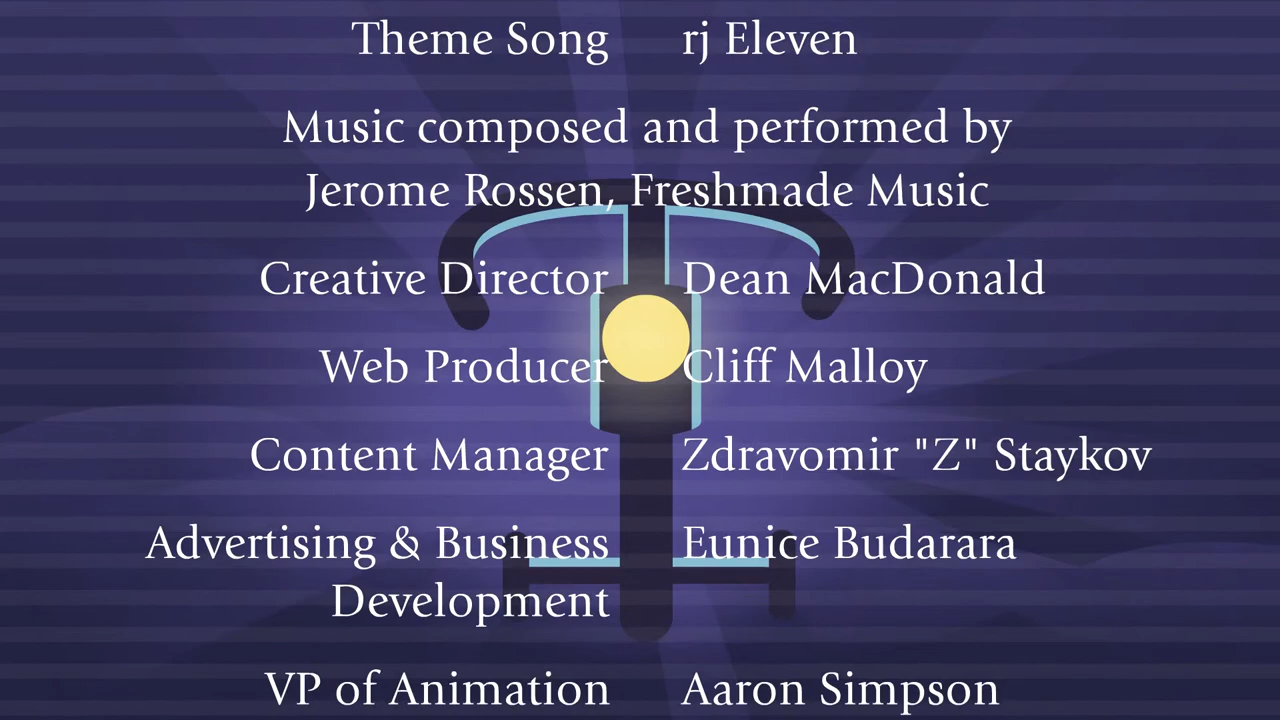 Theme Song rj Eleven
Music composed and performed by
Jerome Rossen, Freshmade Music
Creative Director Dean MacDonald
Web Producer Cliff Malloy
Content Manager Zdravomir "Z" Staykov
Advertising & Business Eunice Budarara
Development
VP of Animation Aaron Simpson